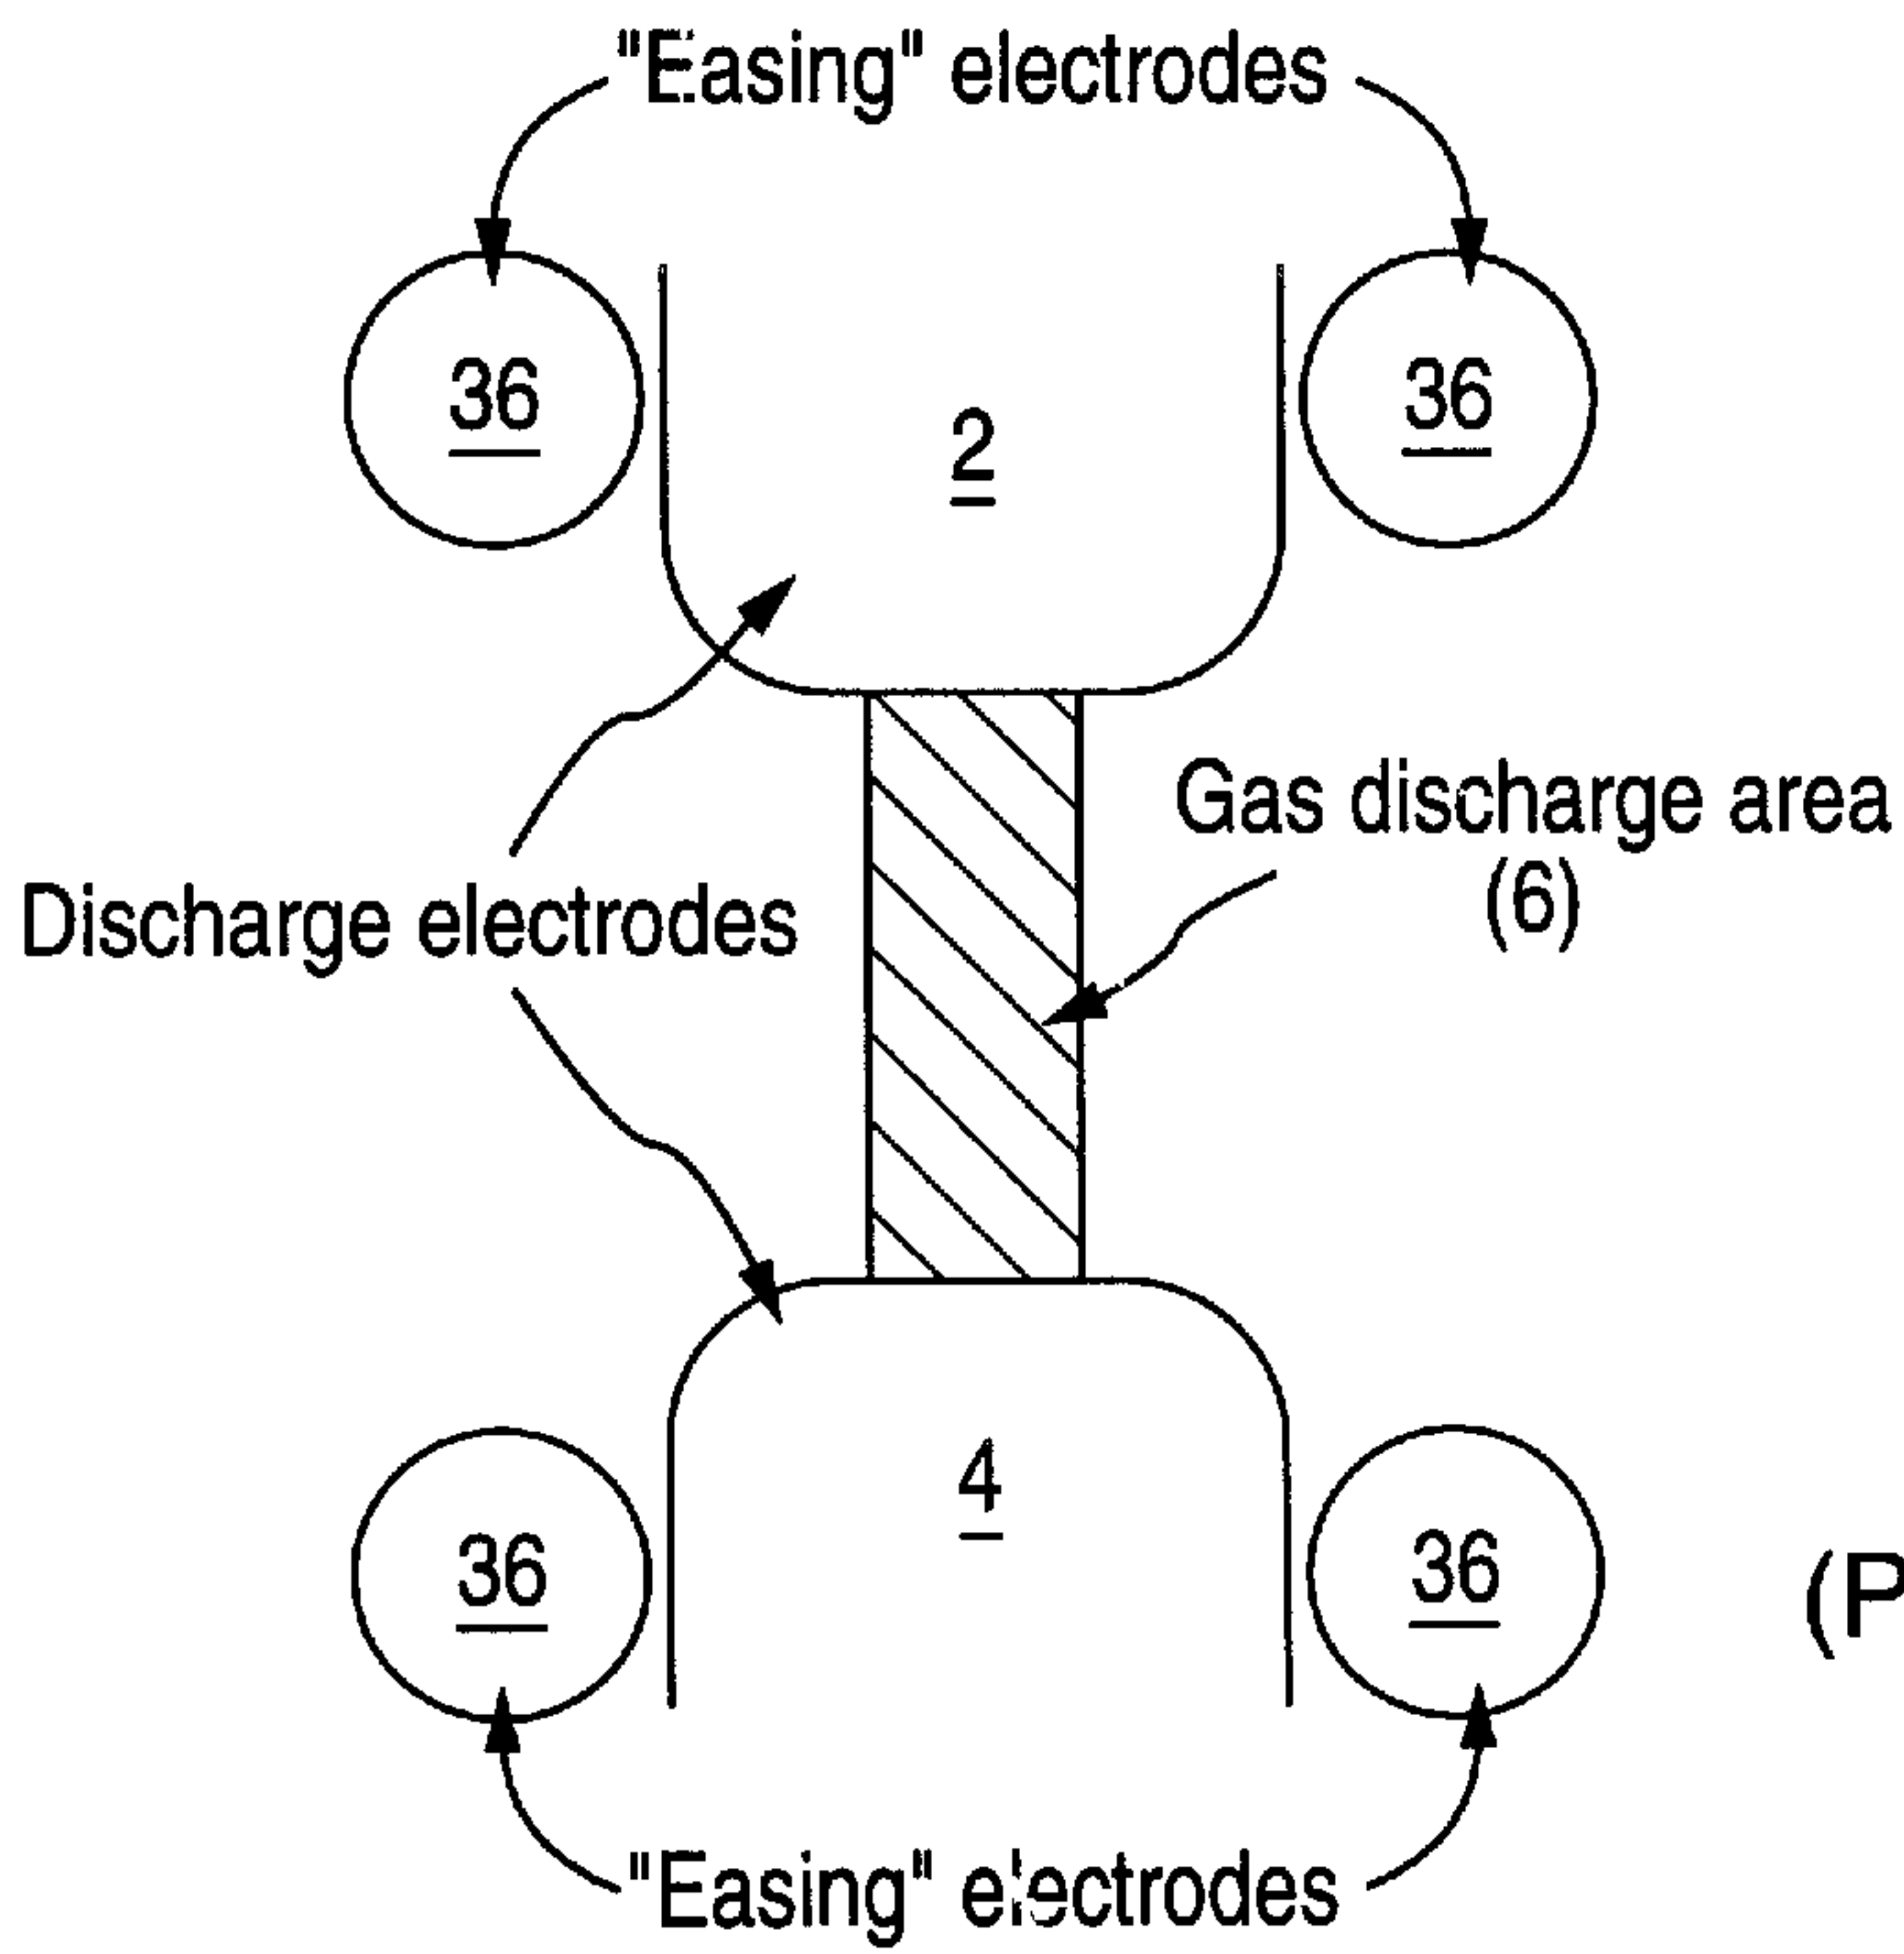 "Easing" electrodes
36
36
2
Gas discharge area
(6)
Discharge electrodes
4
36
36
(P
"Easing" electrodes